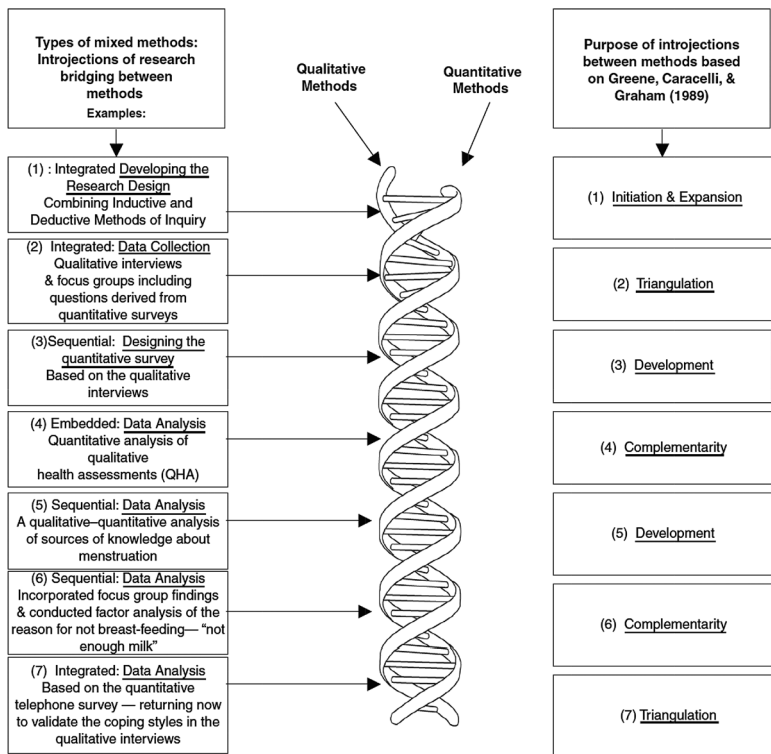 Types of mixed methods:
Introjections of research
bridging between
methods
Examples:
(1) : Integrated Developing the
Research Design
Combining Inductive and
Deductive Methods of Inquiry
(2) Integrated: Data Collection
Qualitative interviews
& focus groups including
questions derived from
quantitative surveys
(3)Sequential: Designing the
quantitative survey
Based on the qualitative
interviews
(4) Embedded: Data Analysis
Quantitative analysis of
qualitative
health assessments (QHA)
(5) Sequential: Data Analysis
A qualitative–quantitative analysis
of sources of knowledge about
menstruation
(6) Sequential: Data Analysis
Incorporated focus group findings
& conducted factor analysis of the
reason for not breast-feeding— “not
enough milk”
(7) Integrated: Data Analysis
Based on the quantitative
telephone survey — returning now
to validate the coping styles in the
qualitative interviews
Qualitative
Methods
Quantitative
Methods
Purpose of introjections
between methods based
on Greene, Caracelli, &
Graham (1989)
(1) Initiation & Expansion
(2) Triangulation
(3) Development
(4) Complementarity
(5) Development
(6) Complementarity
(7) Triangulation